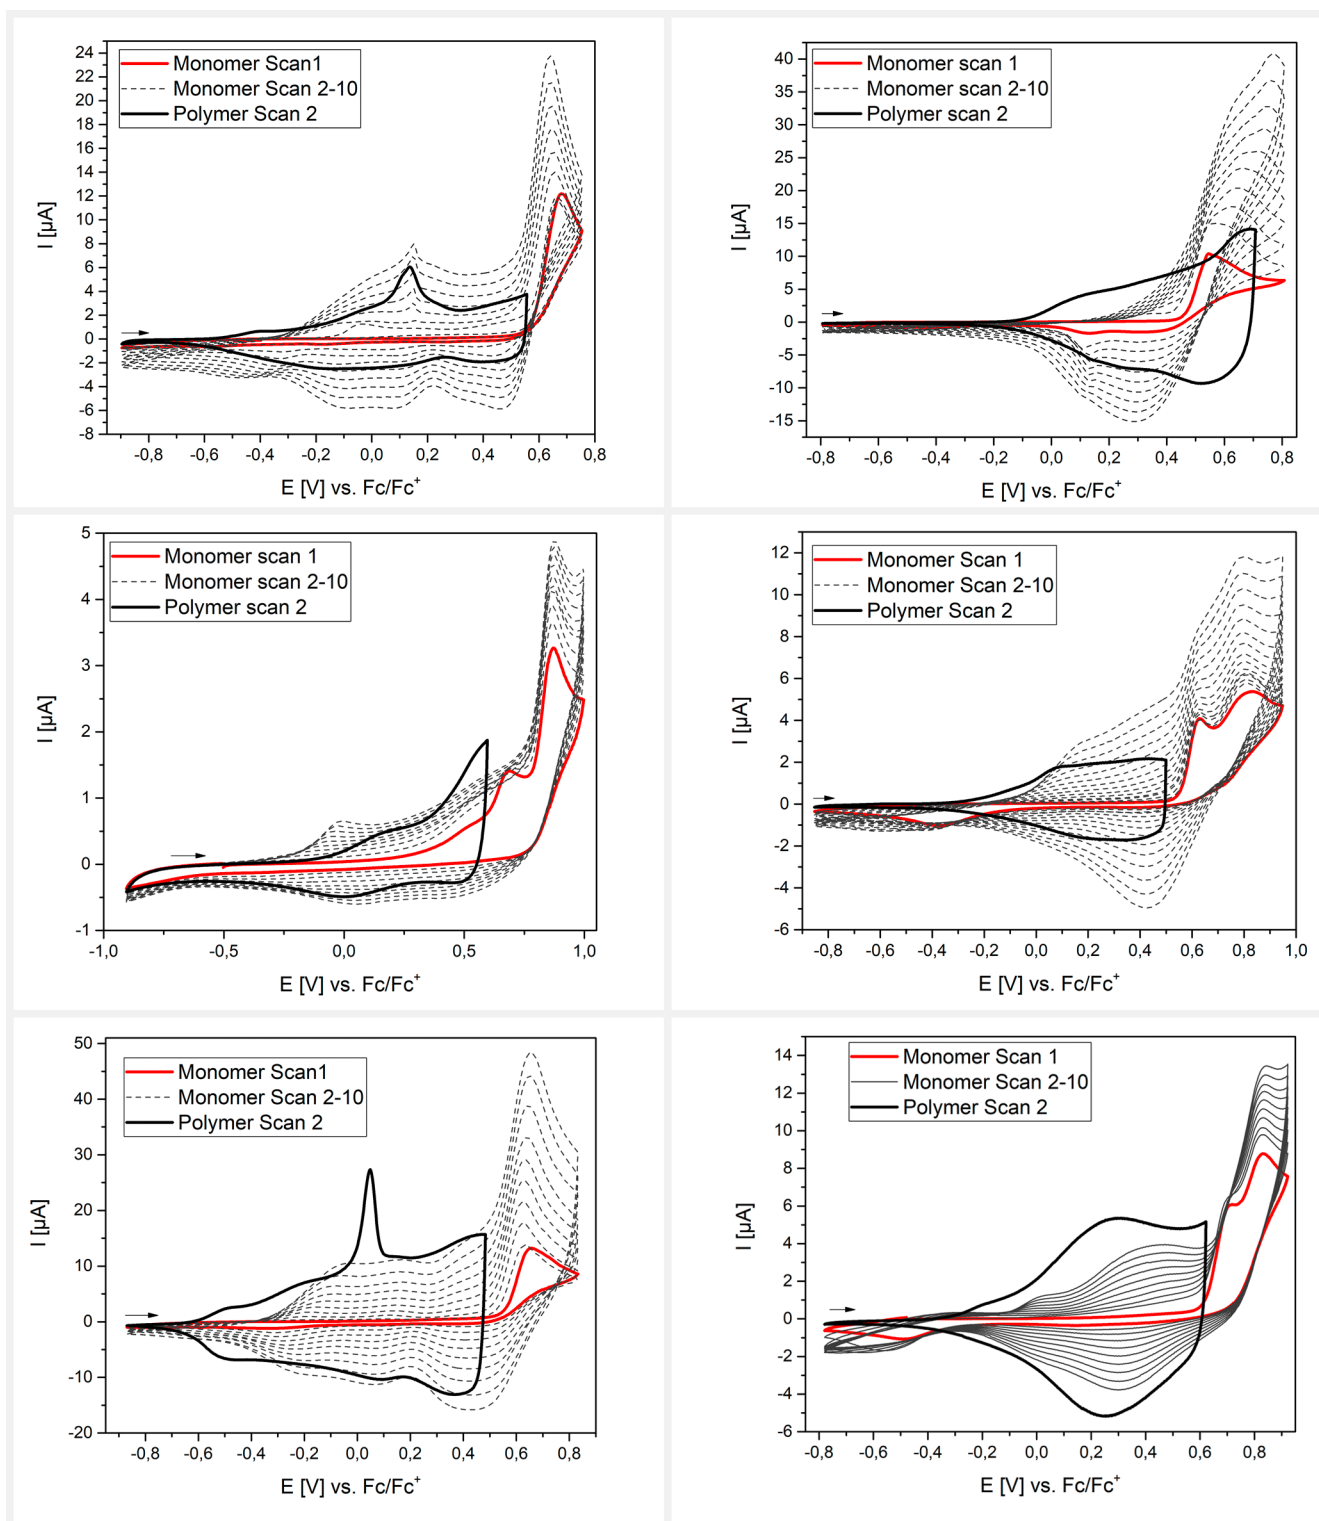 24
22
20
18
16
14
12
10
8
6
4
2
0
-2
-4
-6
-8
I [µA]
Monomer Scan1
Monomer Scan 2-10
Polymer Scan 2
-0,8 -0,6 -0,4 -0,2 0,0 0,2 0,4 0,6 0,8
E [V] vs. Fc/Fc+
40
35
30
25
20
15
10
5
0
-5
-10
-15
I [µA]
Monomer scan 1
Monomer scan 2-10
Polymer scan 2
-0,8 -0,6 -0,4 -0,2 0,0 0,2 0,4 0,6 0,8
E [V] vs. Fc/Fc+
5
4
3
2
1
0
-1
I [µA]
Monomer scan 1
Monomer scan 2-10
Polymer scan 2
-1,0 -0,5 0,0 0,5 1,0
E [V] vs. Fc/Fc+
12
10
8
6
4
2
0
-2
-4
-6
I [µA]
Monomer Scan 1
Monomer Scan 2-10
Polymer Scan 2
-0,8 -0,6 -0,4 -0,2 0,0 0,2 0,4 0,6 0,8 1,0
E [V] vs. Fc/Fc+
50
40
30
20
10
0
-10
-20
I [µA]
Monomer Scan1
Monomer Scan 2-10
Polymer Scan 2
-0,8 -0,6 -0,4 -0,2 0,0 0,2 0,4 0,6 0,8
E [V] vs. Fc/Fc+
14
12
10
8
6
4
2
0
-2
-4
-6
I [µA]
Monomer Scan 1
Monomer Scan 2-10
Polymer Scan 2
-0,8 -0,6 -0,4 -0,2 0,0 0,2 0,4 0,6 0,8
E [V] vs. Fc/Fc+